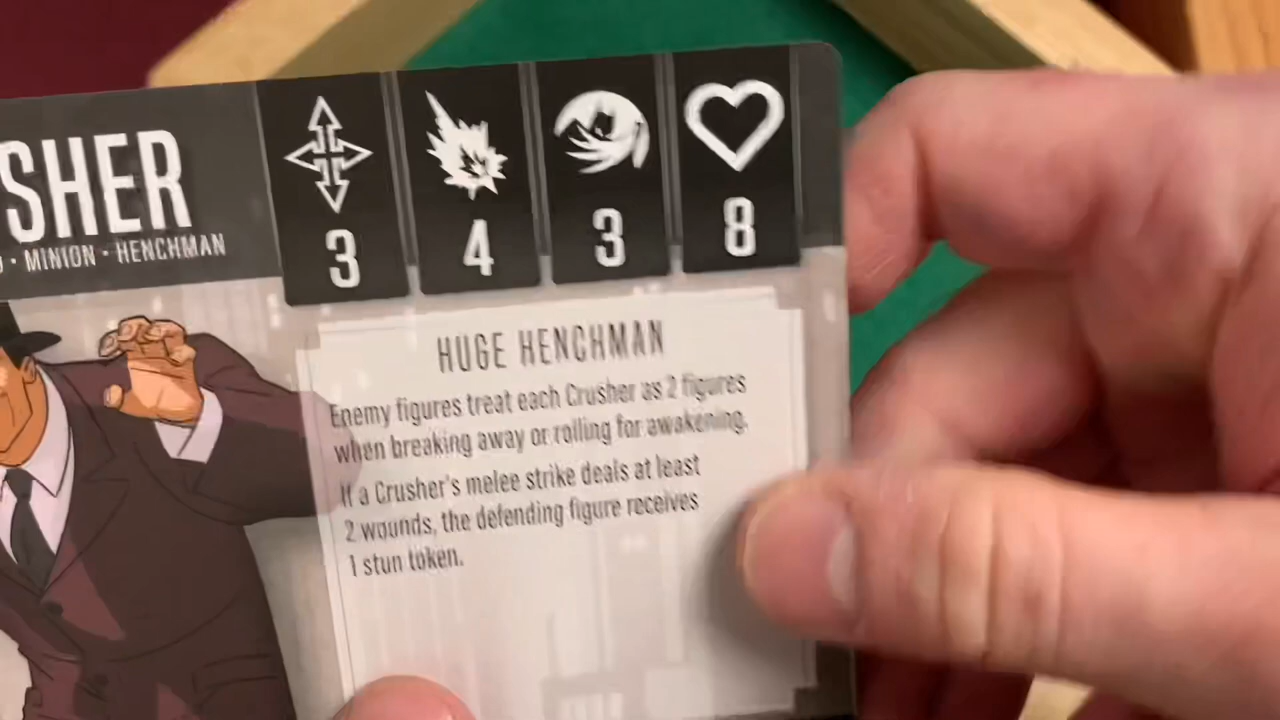 SHER
· MINION · HENCHMAN
3 4 3 8
HUGE HENCHMAN
Enemy figures treat each Crusher as 2 figures
when breaking away or rolling for awakening.
If a Crusher's melee strike deals at least
2 wounds, the defending figure receives
1 stun token.